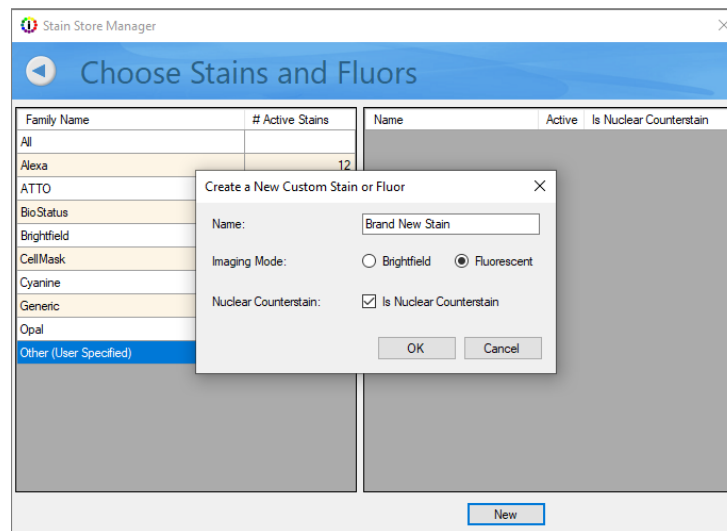 Stain Store Manager
Choose Stains and Fluors
Family Name # Active Stains Name Active Is Nuclear Counterstain
All
Alexa 12
ATTO
BioStatus
Brightfield
CellMask
Cyanine
Generic
Opal
Other (User Specified)
Create a New Custom Stain or Fluor
Name: Brand New Stain
Imaging Mode: Brightfield Fluorescent
Nuclear Counterstain: Is Nuclear Counterstain
OK Cancel
New